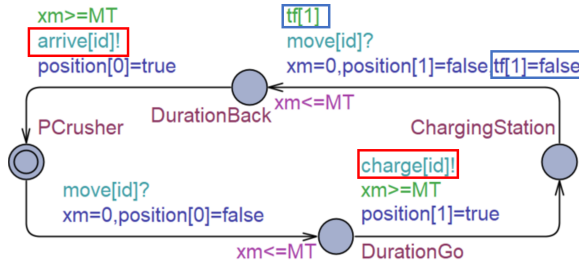 xm>=MT
arrive[id]!
position[0]=true
tf[1]
move[id]?
xm=0,position[1]=false,tf[1]=false
xm<=MT
DurationBack
PCrusher
ChargingStation
move[id]?
xm=0,position[0]=false
charge[id]!
xm>=MT
position[1]=true
xm<=MT
DurationGo